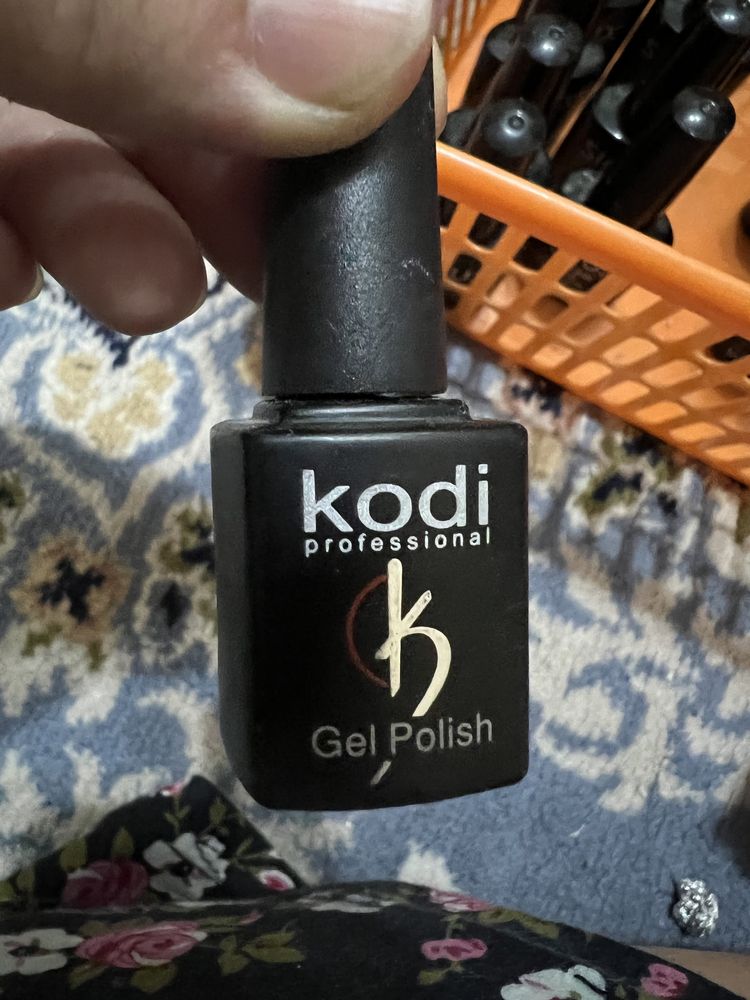 kodi
professional
k
Gel Polish